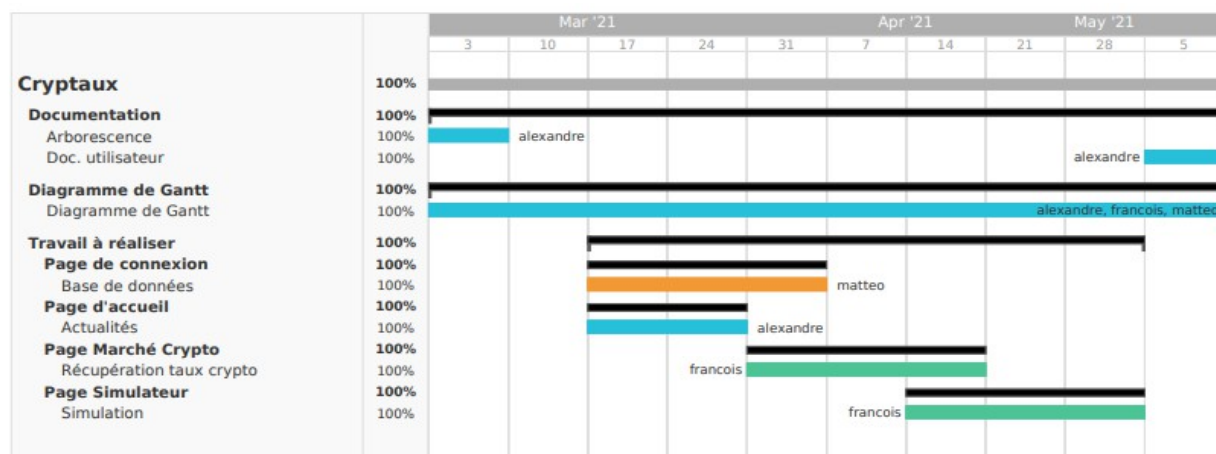 Mar '21 Apr '21 May '21
3 10 17 24 31 7 14 21 28 5
Cryptaux 100%
Documentation 100%
Arborescence 100% alexandre
Doc. utilisateur 100% alexandre
Diagramme de Gantt 100%
Diagramme de Gantt 100% alexandre, francois, matteo
Travail à réaliser 100%
Page de connexion 100%
Base de données 100% matteo
Page d'accueil 100%
Actualités 100% alexandre
Page Marché Crypto 100%
Récupération taux crypto 100% francois
Page Simulateur 100%
Simulation 100% francois